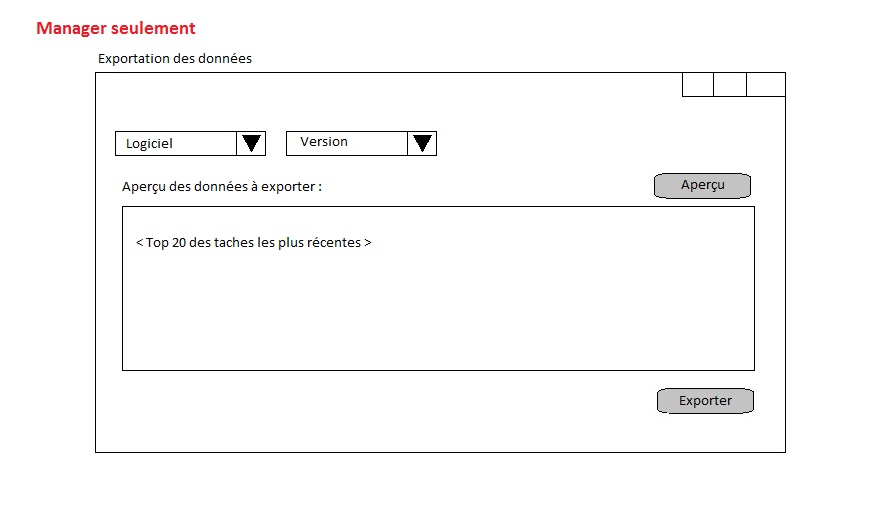 Manager seulement
Exportation des données
Logiciel
Version
Aperçu des données à exporter :
Aperçu
< Top 20 des taches les plus récentes >
Exporter